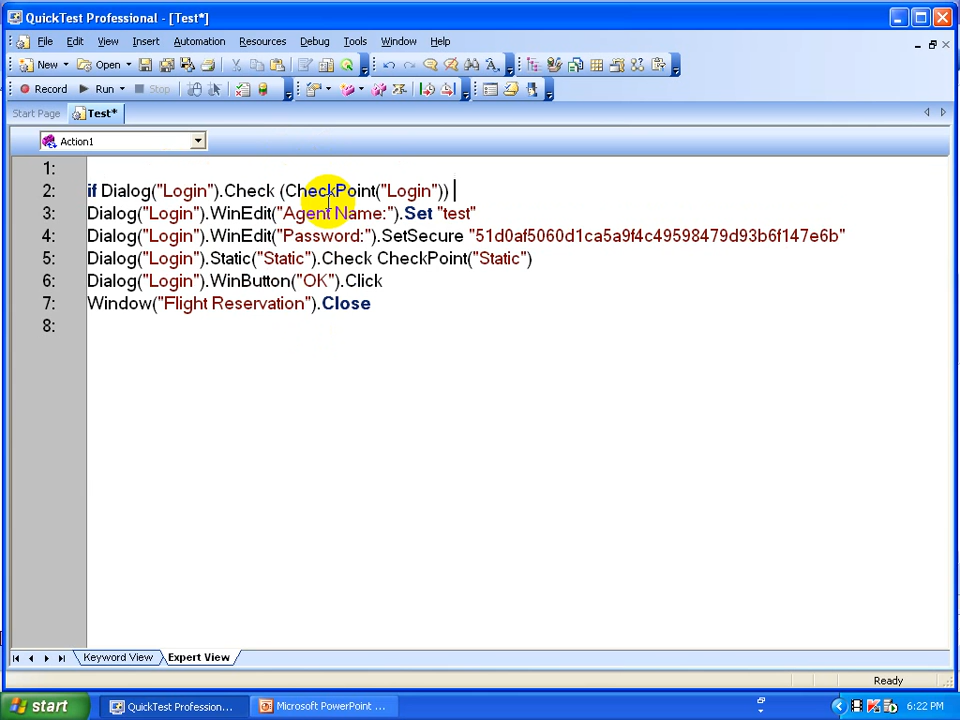 QuickTest Professional - [Test*]
File Edit View Insert Automation Resources Debug Tools Window Help
New Open
Record Run Stop
Start Page Test*
Action1
1:
2: if Dialog("Login").Check (CheckPoint("Login"))
3: Dialog("Login").WinEdit("Agent Name:").Set "test"
4: Dialog("Login").WinEdit("Password:").SetSecure "51d0af5060d1ca5a9f4c49598479d93b6f147e6b"
5: Dialog("Login").Static("Static").Check CheckPoint("Static")
6: Dialog("Login").WinButton("OK").Click
7: Window("Flight Reservation").Close
8:
Keyword View Expert View
Ready
start QuickTest Profession... Microsoft PowerPoint ... 6:22 PM